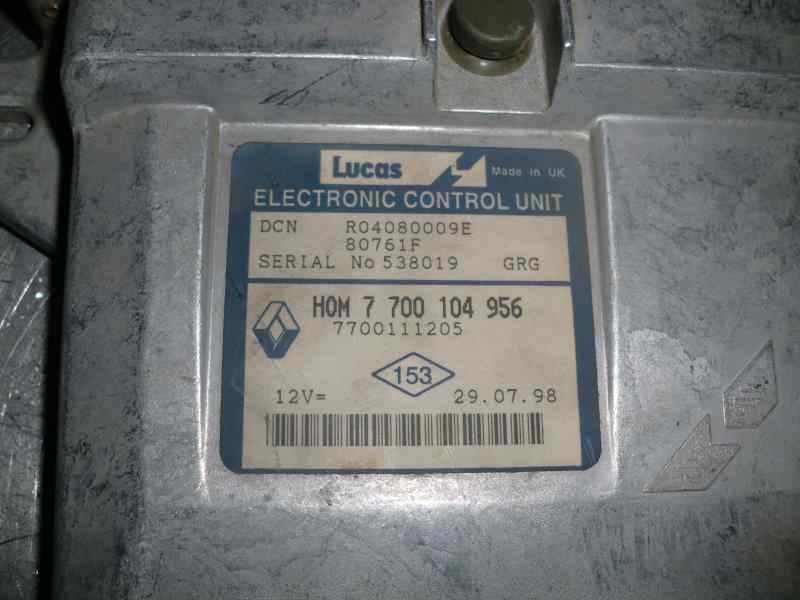 Lucas Made in UK
ELECTRONIC CONTROL UNIT
DCN R04080009E
80761F
SERIAL No 538019 GRG
HOM 7 700 104 956
7700111205
153
12V= 29.07.98